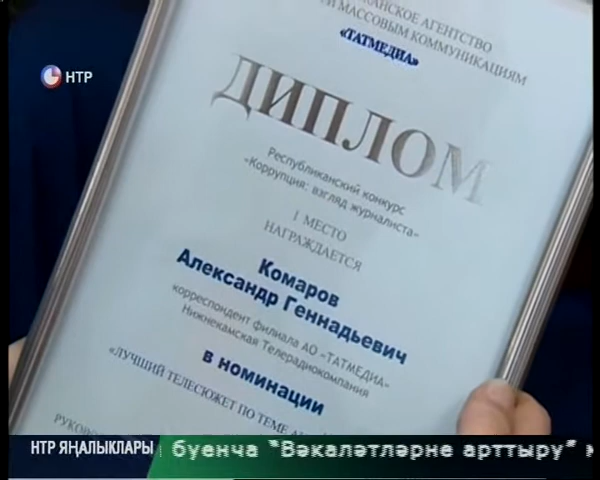 КАНСКОЕ АГЕНТСТВО
И МАССОВЫМ КОММУНИКАЦИЯМ
«ТАТМЕДИА»
НТР
ДИПЛОМ
Республиканский конкурс
«Коррупция: взгляд журналиста»
I МЕСТО
НАГРАЖДАЕТСЯ
Комаров
Александр Геннадьевич
корреспондент филиала АО «ТАТМЕДИА»
Нижнекамская Телерадиокомпания
в номинации
«ЛУЧШИЙ ТЕЛЕСЮЖЕТ ПО ТЕМЕ
НТР ЯҢАЛЫКЛАРЫ
буенча "Вәкаләтләрне арттыру"